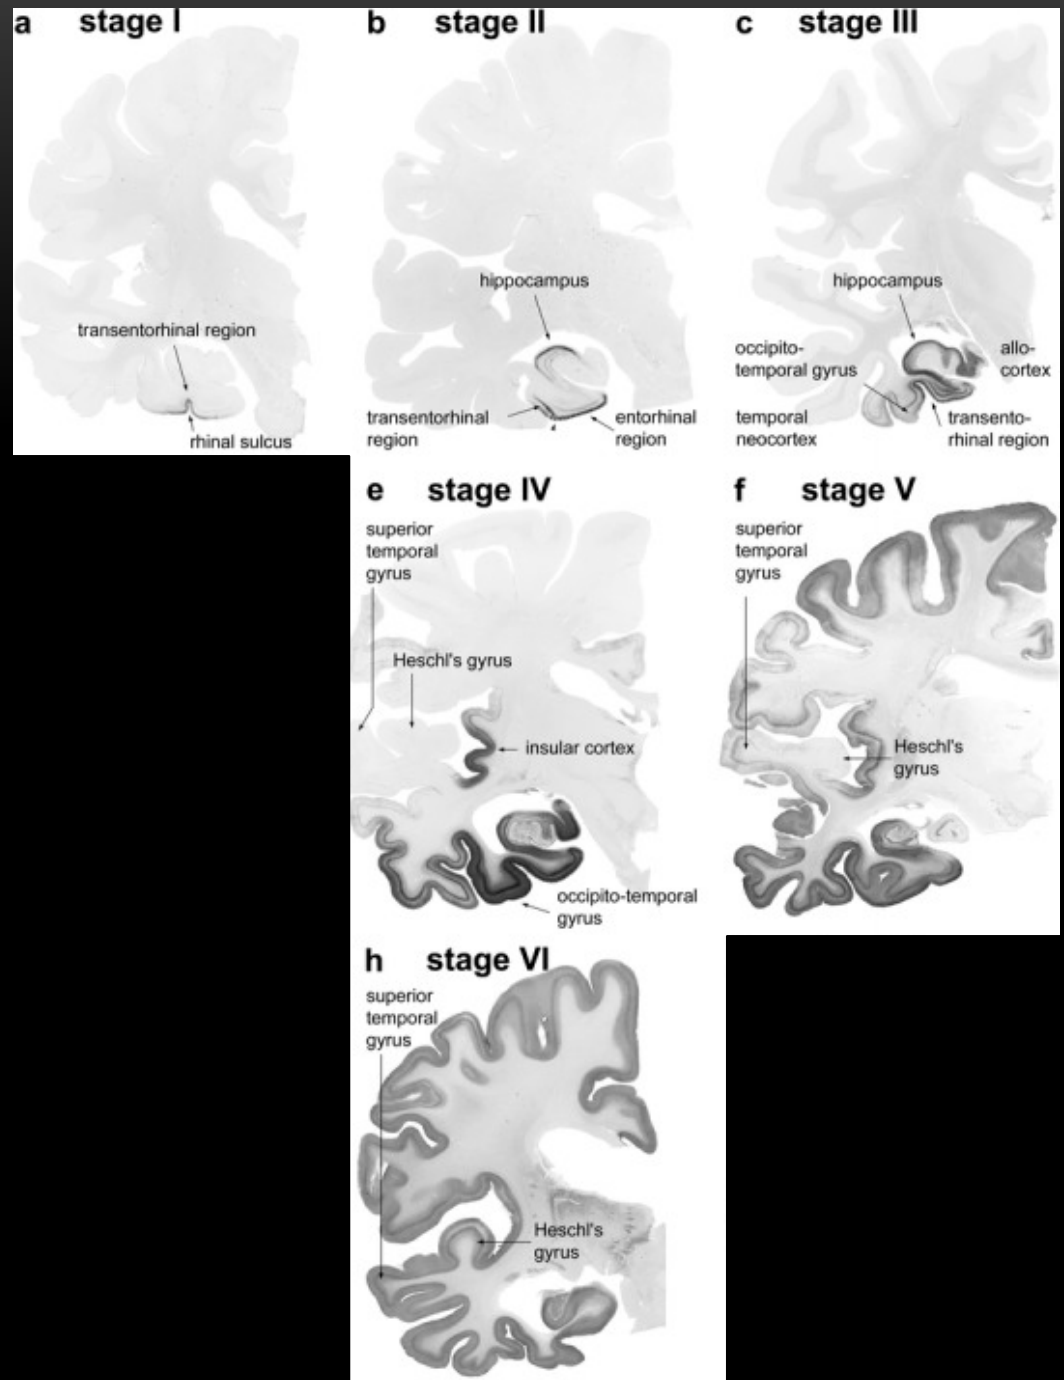 a stage I
transentorhinal region
rhinal sulcus
b stage II
hippocampus
transentorhinal
region
entorhinal
region
c stage III
hippocampus
occipito-
temporal gyrus
allo-
cortex
temporal
neocortex
transento-
rhinal region
e stage IV
superior
temporal
gyrus
Heschl's gyrus
insular cortex
occipito-temporal
gyrus
f stage V
superior
temporal
gyrus
Heschl's
gyrus
h stage VI
superior
temporal
gyrus
Heschl's
gyrus